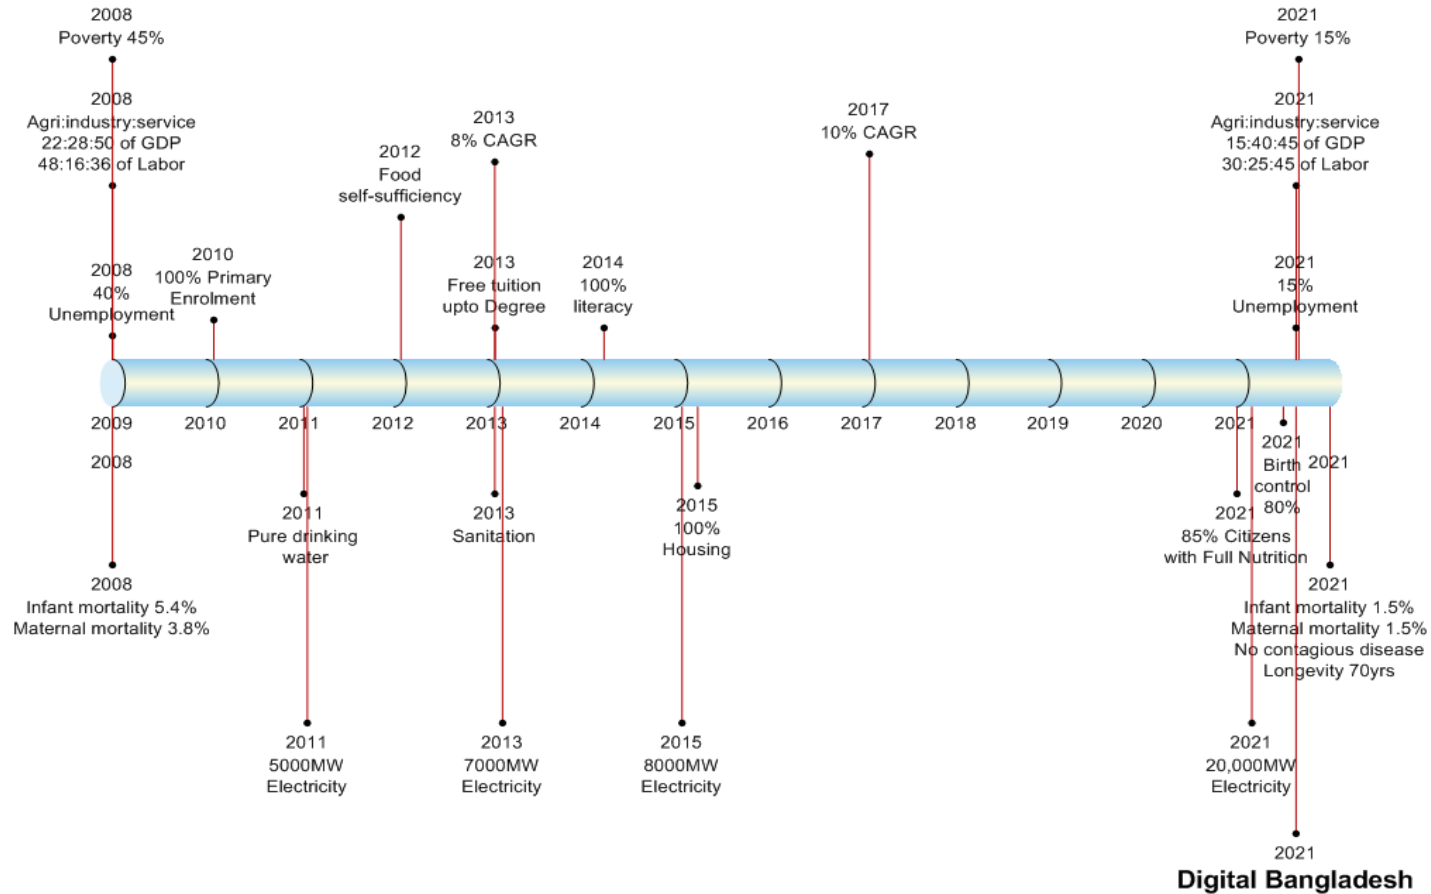 2008
Poverty 45%
2008
Agri:industry:service
22:28:50 of GDP
48:16:36 of Labor
2008
40%
Unemployment
2010
100% Primary
Enrolment
2012
Food
self-sufficiency
2013
8% CAGR
2013
Free tuition
upto Degree
2014
100%
literacy
2017
10% CAGR
2021
Poverty 15%
2021
Agri:industry:service
15:40:45 of GDP
30:25:45 of Labor
2021
15%
Unemployment
2009 2010 2011 2012 2013 2014 2015 2016 2017 2018 2019 2020 2021
2008
2008
Infant mortality 5.4%
Maternal mortality 3.8%
2011
Pure drinking
water
2011
5000MW
Electricity
2013
Sanitation
2013
7000MW
Electricity
2015
100%
Housing
2015
8000MW
Electricity
2021
Birth
control
80%
2021
2021
85% Citizens
with Full Nutrition
2021
Infant mortality 1.5%
Maternal mortality 1.5%
No contagious disease
Longevity 70yrs
2021
20,000MW
Electricity
2021
Digital Bangladesh